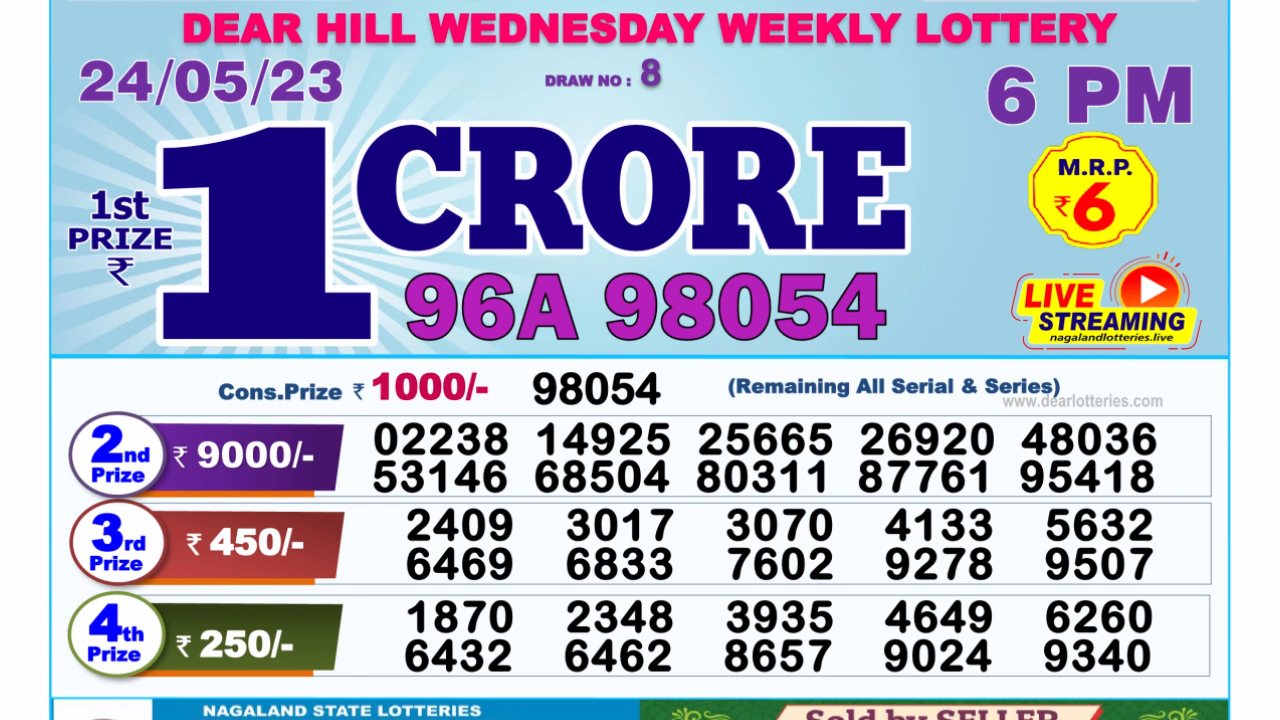 DEAR HILL WEDNESDAY WEEKLY LOTTERY
24/05/23
DRAW NO : 8
6 PM
1st
PRIZE
₹
1 CRORE
96A 98054
M.R.P.
₹6
LIVE
STREAMING
nagalandlotteries.live
Cons.Prize ₹ 1000/- 98054 (Remaining All Serial & Series)
www.dearlotteries.com
2nd
Prize
₹ 9000/-
02238 14925 25665 26920 48036
53146 68504 80311 87761 95418
3rd
Prize
₹ 450/-
2409 3017 3070 4133 5632
6469 6833 7602 9278 9507
4th
Prize
₹ 250/-
1870 2348 3935 4649 6260
6432 6462 8657 9024 9340
NAGALAND STATE LOTTERIES
Sold by SELLER